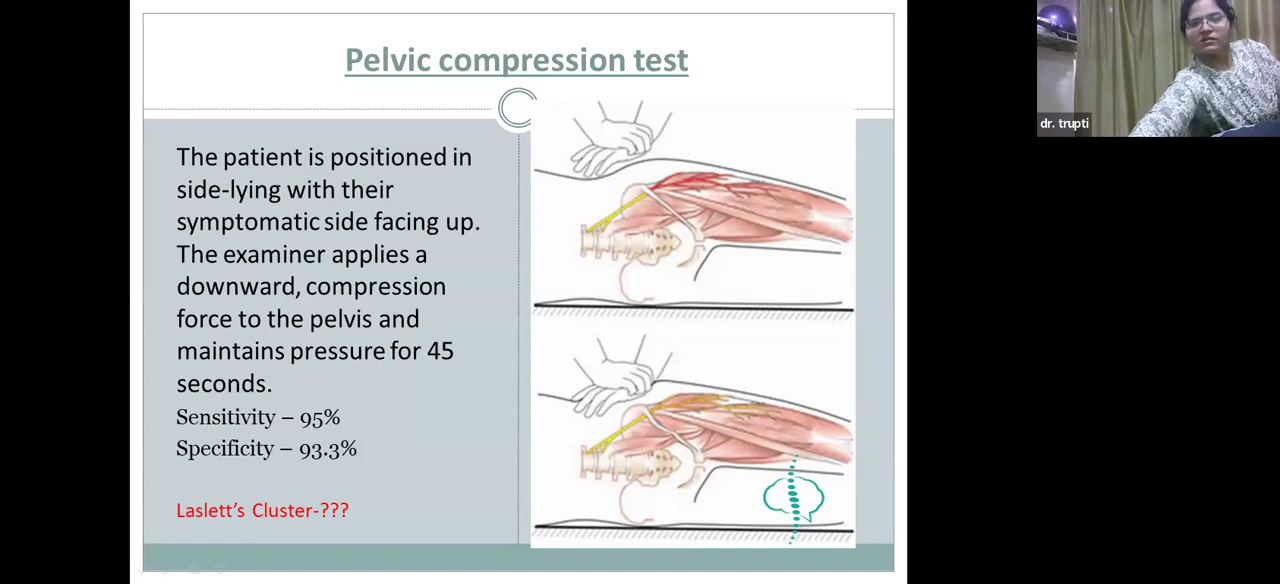 Pelvic compression test
dr. trupti
The patient is positioned in
side-lying with their
symptomatic side facing up.
The examiner applies a
downward, compression
force to the pelvis and
maintains pressure for 45
seconds.
Sensitivity – 95%
Specificity – 93.3%
Laslett's Cluster-???